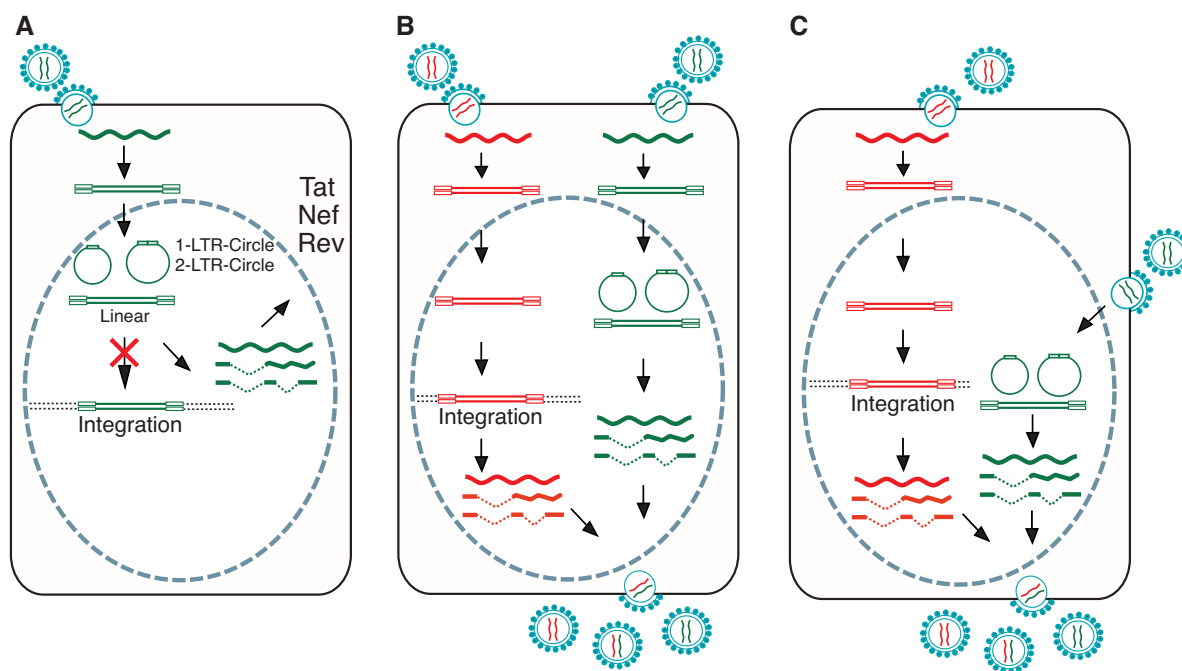 A
Tat
Nef
Rev
1-LTR-Circle
2-LTR-Circle
Linear
Integration
B
Integration
C
Integration